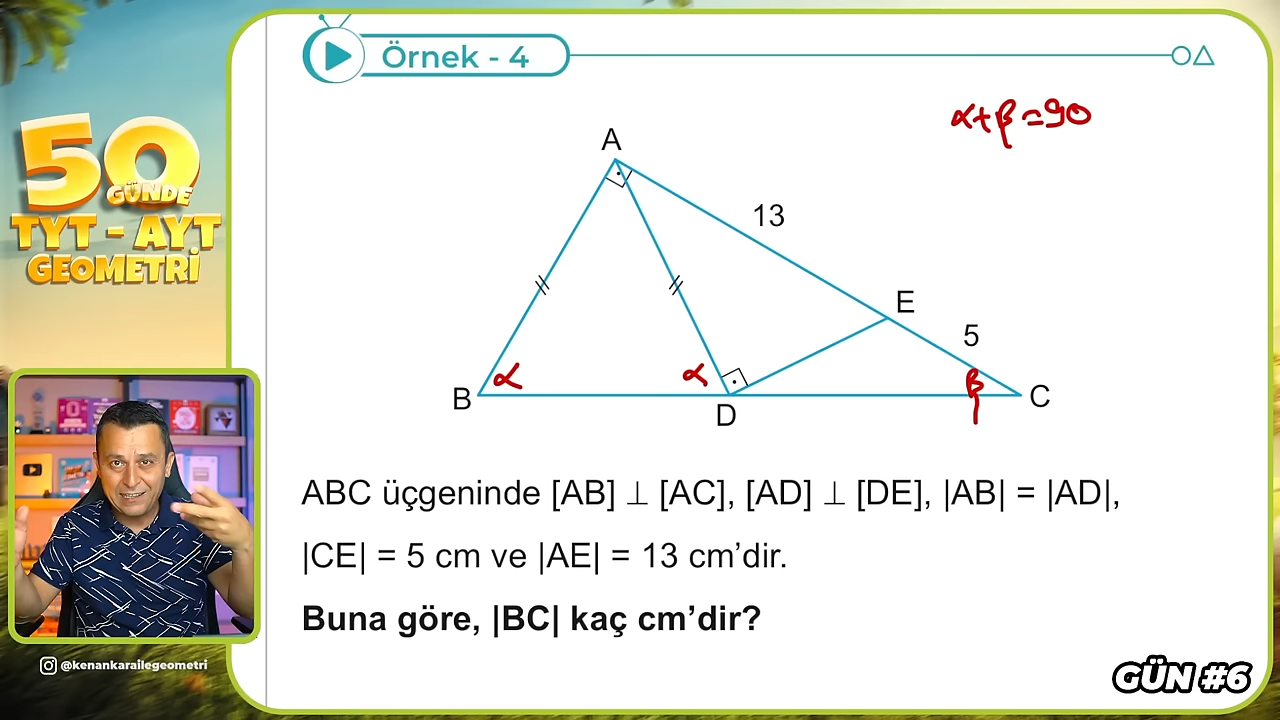 Örnek - 4
α+β=90
A
13
E
5
α
α
β
B
D
C
50
GÜNDE
TYT - AYT
GEOMETRİ
ABC üçgeninde [AB] ⊥ [AC], [AD] ⊥ [DE], |AB| = |AD|,
|CE| = 5 cm ve |AE| = 13 cm’dir.
Buna göre, |BC| kaç cm’dir?
@kenankarailegeometri
GÜN #6